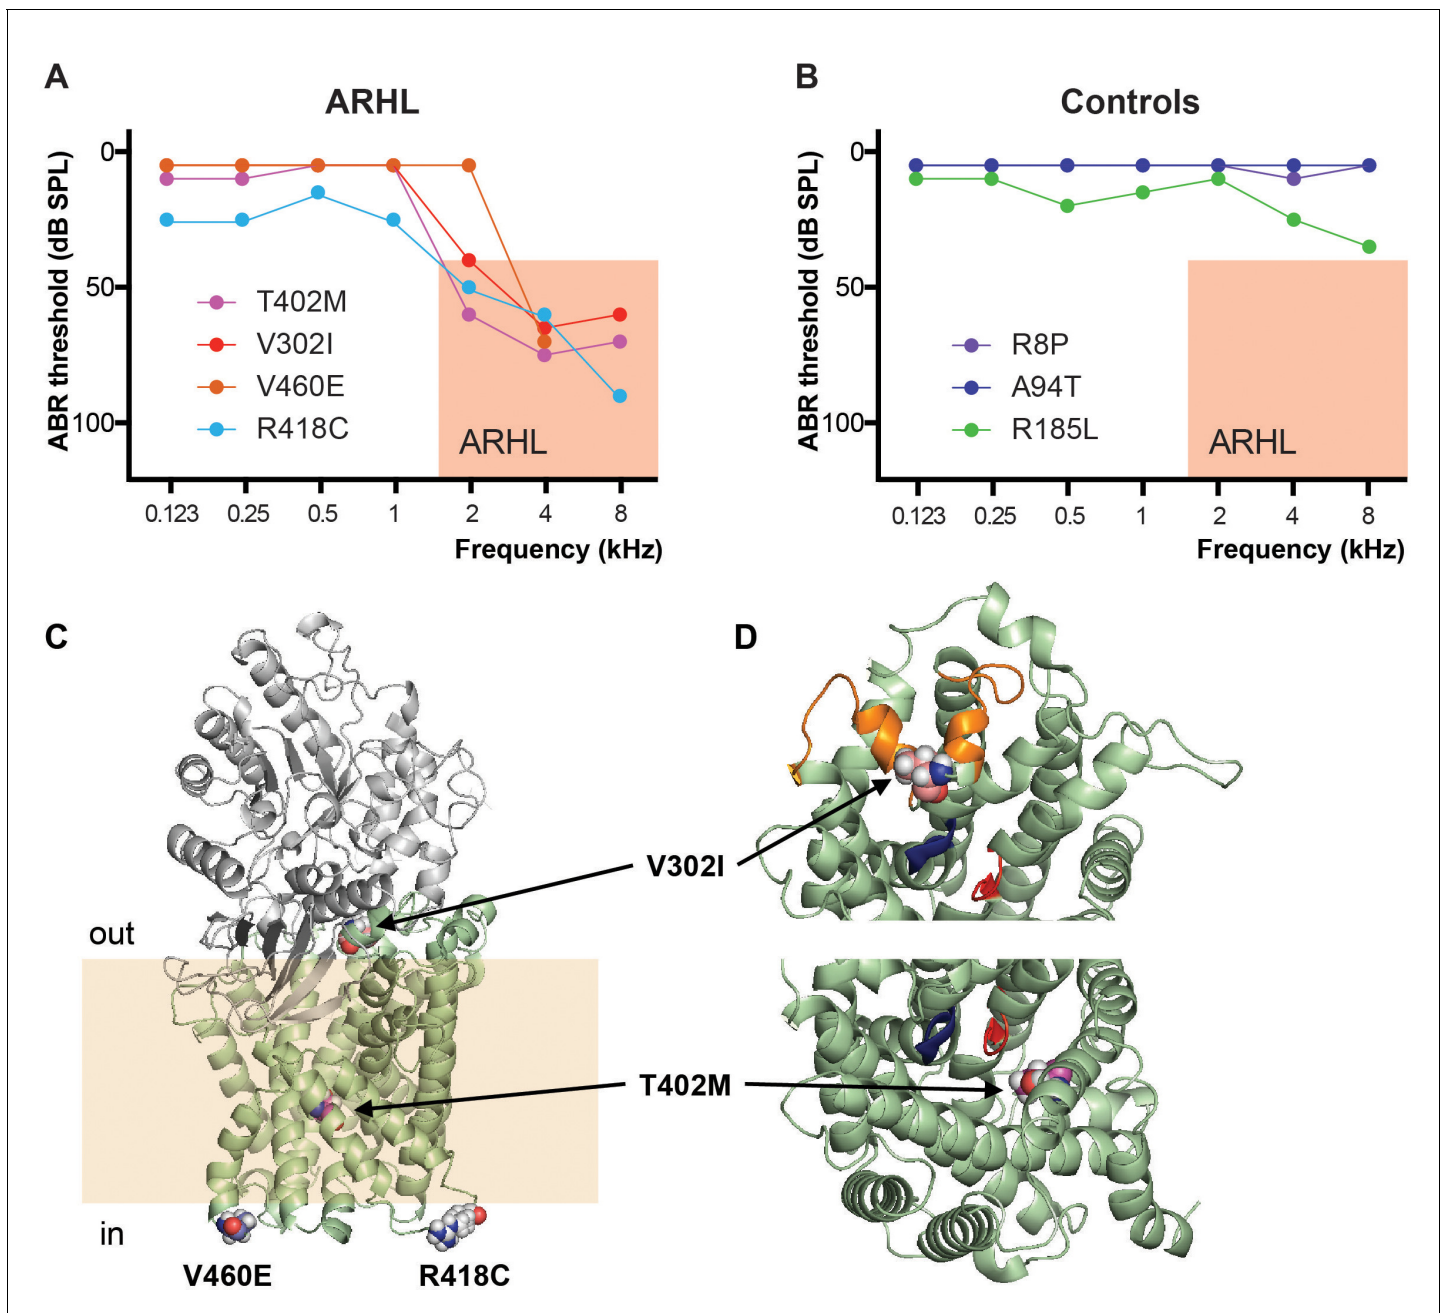 A
ARHL
ABR threshold (dB SPL)
0
50
100
T402M
V302I
V460E
R418C
ARHL
0.123 0.25 0.5 1 2 4 8
Frequency (kHz)
B
Controls
ABR threshold (dB SPL)
0
50
100
R8P
A94T
R185L
ARHL
0.123 0.25 0.5 1 2 4 8
Frequency (kHz)
C
D
V302I
out
T402M
in
V460E
R418C